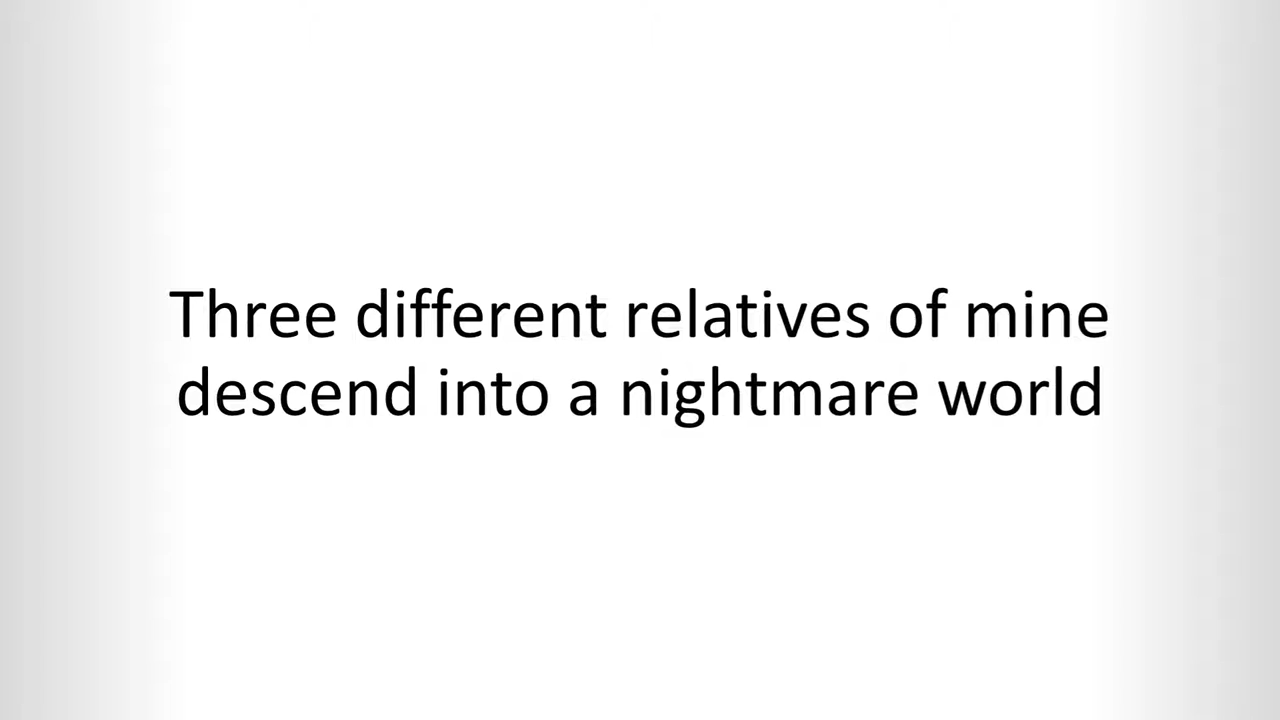 Three different relatives of mine
descend into a nightmare world